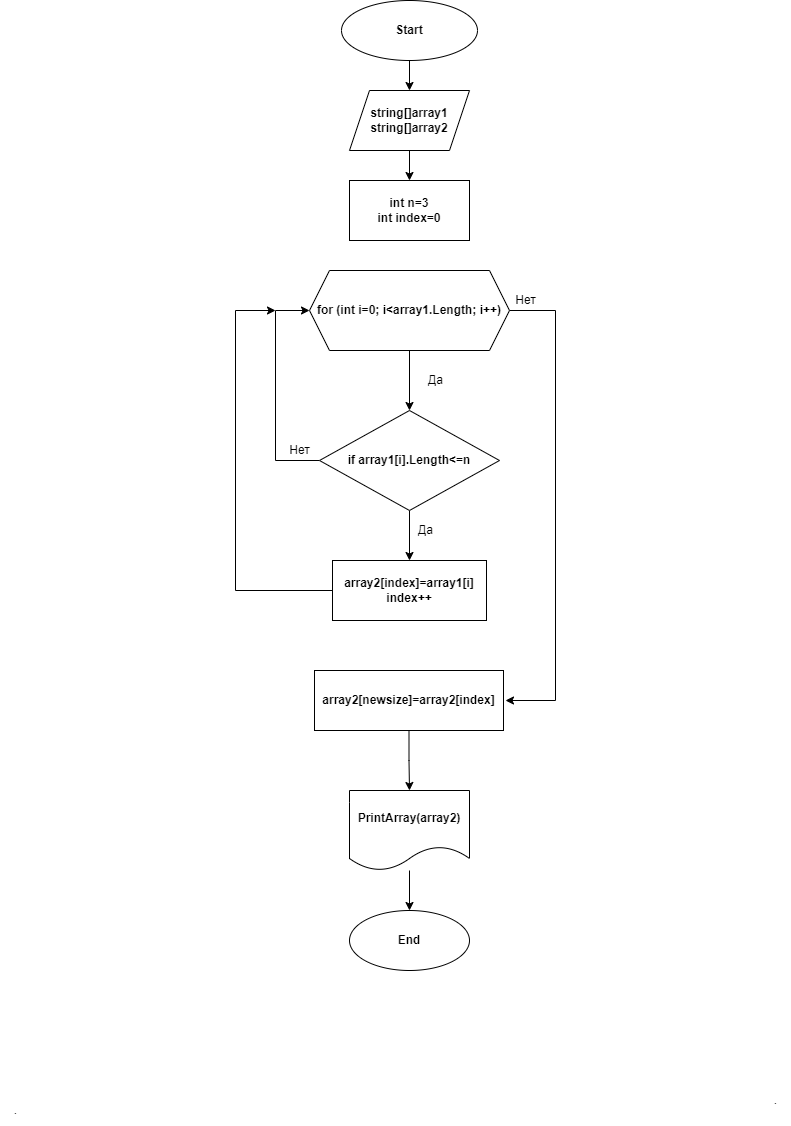 Start
string[]array1
string[]array2
int n=3
int index=0
for (int i=0; i<array1.Length; i++)
Нет
Да
if array1[i].Length<=n
Нет
Да
array2[index]=array1[i]
index++
array2[newsize]=array2[index]
PrintArray(array2)
End